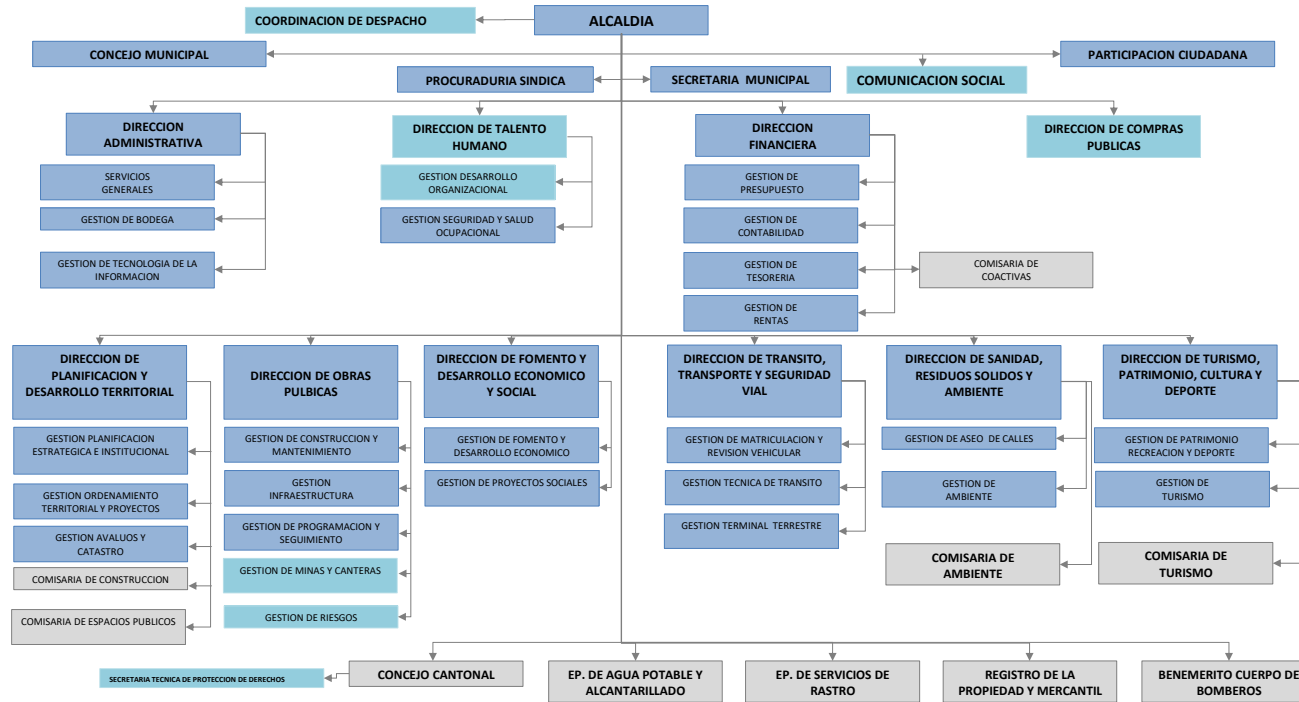 COORDINACION DE DESPACHO
ALCALDIA
CONCEJO MUNICIPAL
PARTICIPACION CIUDADANA
PROCURADURIA SINDICA
SECRETARIA MUNICIPAL
COMUNICACION SOCIAL
DIRECCION
ADMINISTRATIVA
DIRECCION DE TALENTO
HUMANO
DIRECCION
FINANCIERA
DIRECCION DE COMPRAS
PUBLICAS
SERVICIOS
GENERALES
GESTION DE BODEGA
GESTION DE TECNOLOGIA DE LA
INFORMACION
GESTION DESARROLLO
ORGANIZACIONAL
GESTION SEGURIDAD Y SALUD
OCUPACIONAL
GESTION DE
PRESUPUESTO
GESTION DE
CONTABILIDAD
GESTION DE
TESORERIA
GESTION DE
RENTAS
COMISARIA DE
COACTIVAS
DIRECCION DE
PLANIFICACION Y
DESARROLLO TERRITORIAL
GESTION PLANIFICACION
ESTRATEGICA E INSTITUCIONAL
GESTION ORDENAMIENTO
TERRITORIAL Y PROYECTOS
GESTION AVALUOS Y
CATASTRO
COMISARIA DE CONSTRUCCION
COMISARIA DE ESPACIOS PUBLICOS
DIRECCION DE OBRAS
PULBICAS
GESTION DE CONSTRUCCION Y
MANTENIMIENTO
GESTION
INFRAESTRUCTURA
GESTION DE PROGRAMACION Y
SEGUIMIENTO
GESTION DE MINAS Y CANTERAS
GESTION DE RIESGOS
DIRECCION DE FOMENTO Y
DESARROLLO ECONOMICO
Y SOCIAL
GESTION DE FOMENTO Y
DESARROLLO ECONOMICO
GESTION DE PROYECTOS SOCIALES
DIRECCION DE TRANSITO,
TRANSPORTE Y SEGURIDAD
VIAL
GESTION DE MATRICULACION Y
REVISION VEHICULAR
GESTION TECNICA DE TRANSITO
GESTION TERMINAL TERRESTRE
DIRECCION DE SANIDAD,
RESIDUOS SOLIDOS Y
AMBIENTE
GESTION DE ASEO DE CALLES
GESTION DE
AMBIENTE
COMISARIA DE
AMBIENTE
DIRECCION DE TURISMO,
PATRIMONIO, CULTURA Y
DEPORTE
GESTION DE PATRIMONIO
RECREACION Y DEPORTE
GESTION DE
TURISMO
COMISARIA DE
TURISMO
SECRETARIA TECNICA DE PROTECCION DE DERECHOS
CONCEJO CANTONAL
EP. DE AGUA POTABLE Y
ALCANTARILLADO
EP. DE SERVICIOS DE
RASTRO
REGISTRO DE LA
PROPIEDAD Y MERCANTIL
BENEMERITO CUERPO DE
BOMBEROS